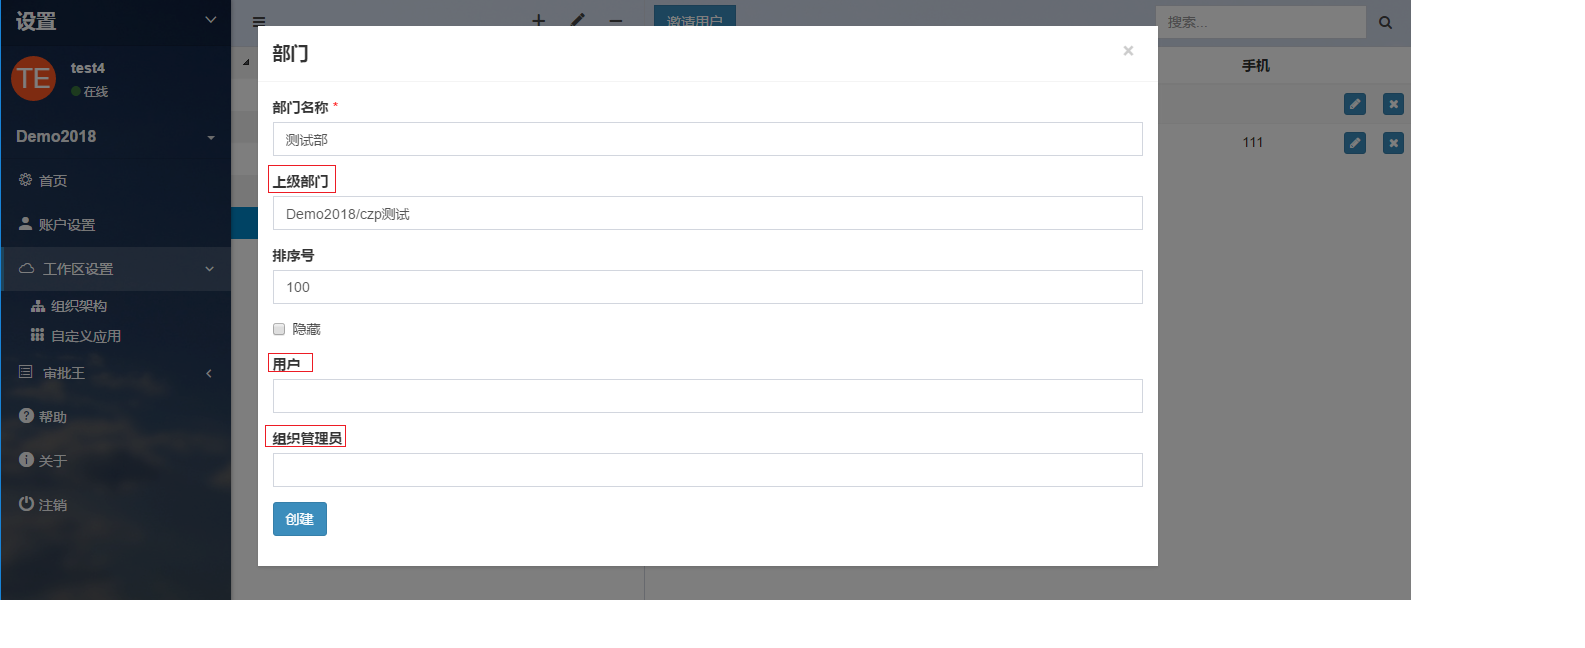 设置
TE
test4
在线
Demo2018
首页
账户设置
工作区设置
组织架构
自定义应用
审批王
帮助
关于
注销
邀请用户
搜索...
手机
111
部门
×
部门名称 *
测试部
上级部门
Demo2018/czp测试
排序号
100
隐藏
用户
组织管理员
创建